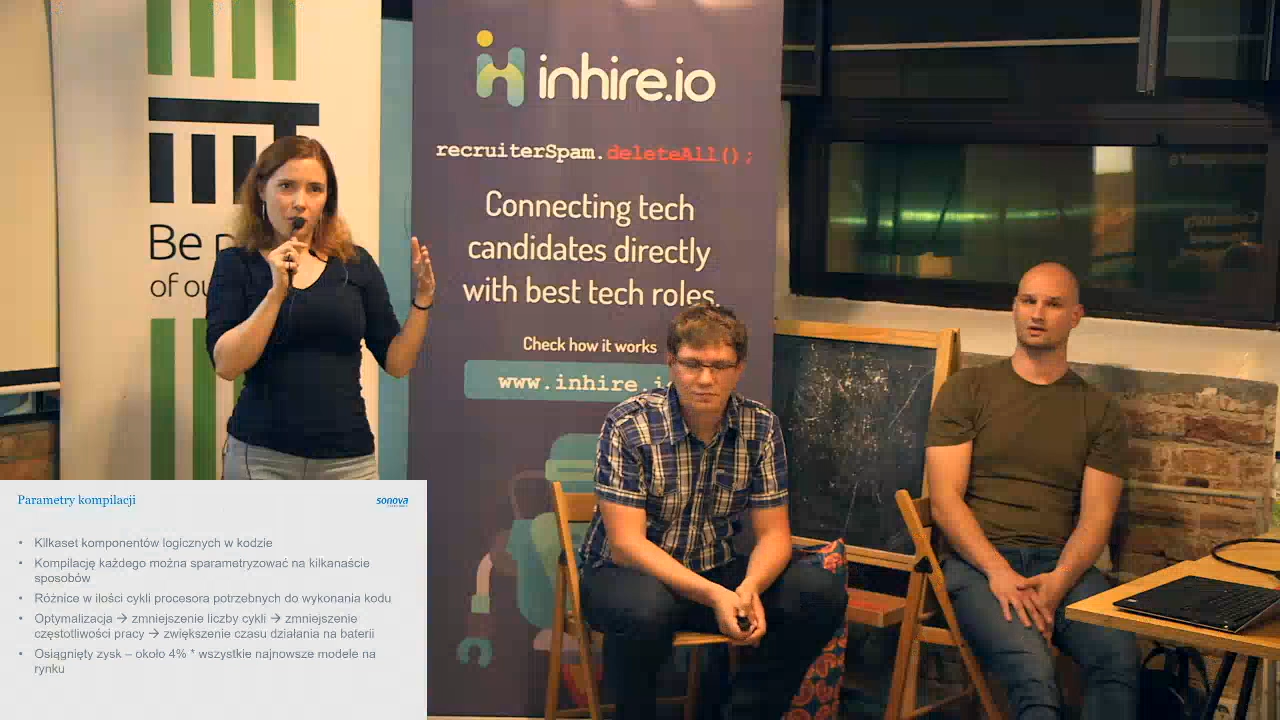 inhire.io
recruiterSpam.deleteAll();
Connecting tech
candidates directly
with best tech roles.
Check how it works
www.inhire.i
Be
of ou
Parametry kompilacji
sonova
• Kilkaset komponentów logicznych w kodzie
• Kompilację każdego można sparametryzować na kilkanaście
sposobów
• Różnice w ilości cykli procesora potrzebnych do wykonania kodu
• Optymalizacja → zmniejszenie liczby cykli → zmniejszenie
częstotliwości pracy → zwiększenie czasu działania na baterii
• Osiągnięty zysk – około 4% * wszystkie najnowsze modele na
rynku